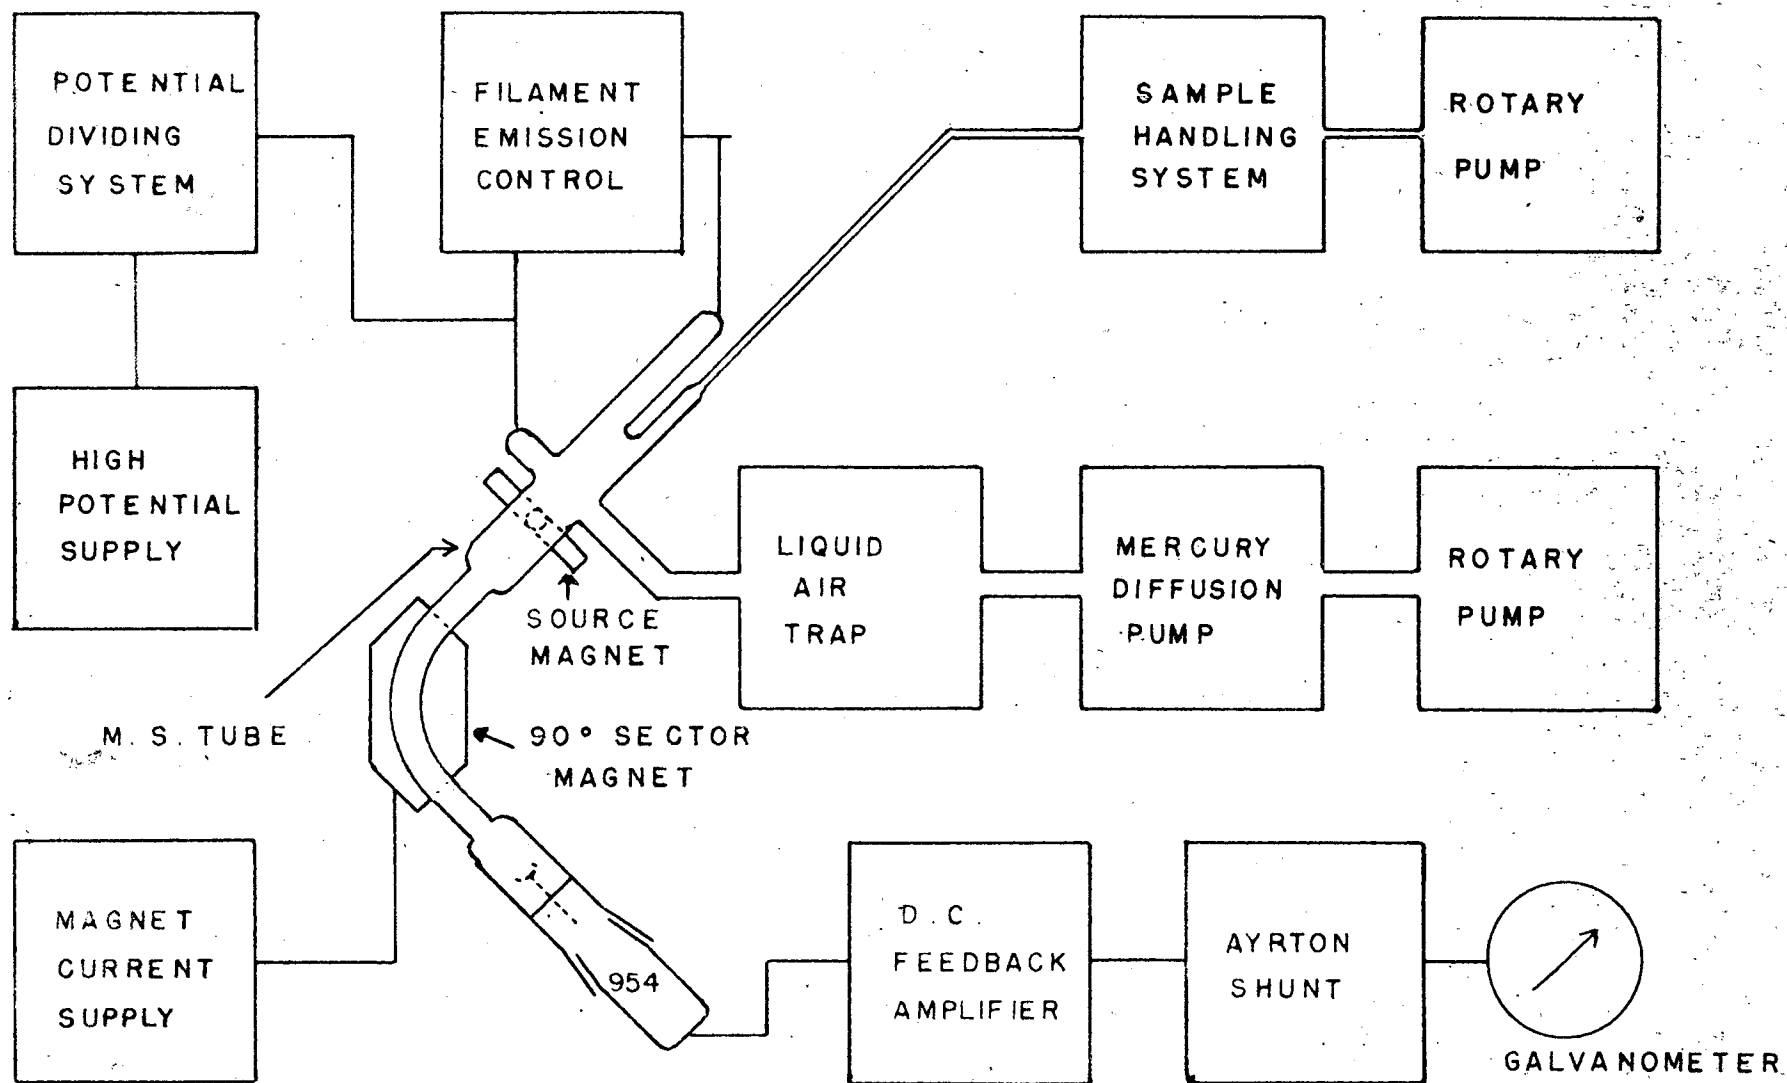 POTENTIAL
DIVIDING
SYSTEM
FILAMENT
EMISSION
CONTROL
SAMPLE
HANDLING
SYSTEM
ROTARY
PUMP
HIGH
POTENTIAL
SUPPLY
LIQUID
AIR
TRAP
MERCURY
DIFFUSION
PUMP
ROTARY
PUMP
SOURCE
MAGNET
M. S. TUBE
90° SECTOR
MAGNET
MAGNET
CURRENT
SUPPLY
954
D. C.
FEEDBACK
AMPLIFIER
AYRTON
SHUNT
GALVANOMETER